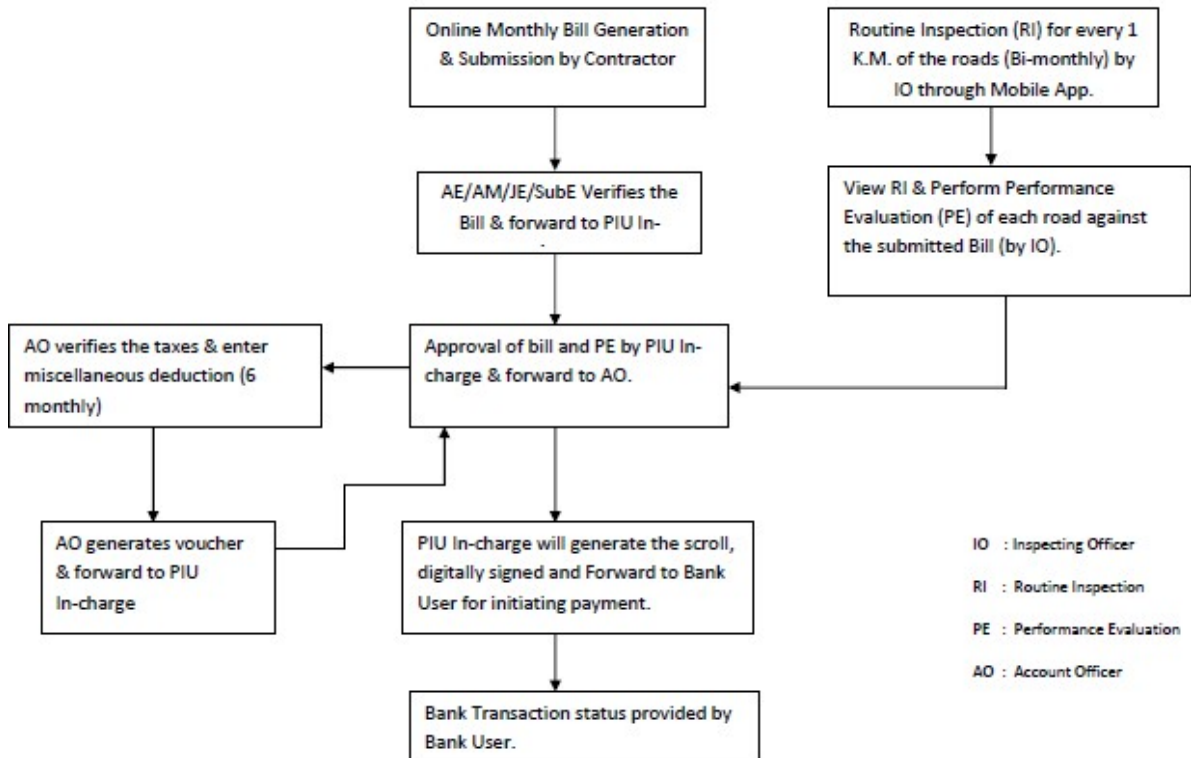 Online Monthly Bill Generation
& Submission by Contractor
Routine Inspection (RI) for every 1
K.M. of the roads (Bi-monthly) by
IO through Mobile App.
AE/AM/JE/SubE Verifies the
Bill & forward to PIU In-
View RI & Perform Performance
Evaluation (PE) of each road against
the submitted Bill (by IO).
AO verifies the taxes & enter
miscellaneous deduction (6
monthly)
Approval of bill and PE by PIU In-
charge & forward to AO.
AO generates voucher
& forward to PIU
In-charge
PIU In-charge will generate the scroll,
digitally signed and Forward to Bank
User for initiating payment.
Bank Transaction status provided by
Bank User.
IO : Inspecting Officer
RI : Routine Inspection
PE : Performance Evaluation
AO : Account Officer